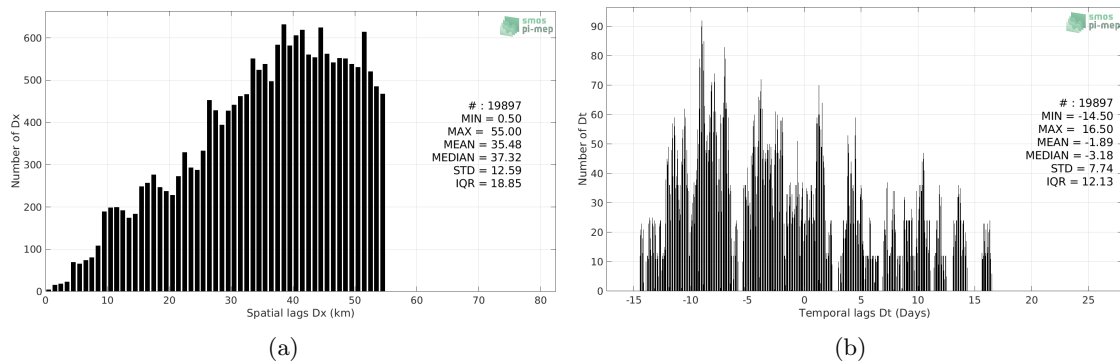 smos
pi-mep
600
500
400
300
200
100
0
Number of Dx
# : 19897
MIN = 0.50
MAX = 55.00
MEAN = 35.48
MEDIAN = 37.32
STD = 12.59
IQR = 18.85
0 10 20 30 40 50 60 70 80
Spatial lags Dx (km)
(a)
smos
pi-mep
90
80
70
60
50
40
30
20
10
0
Number of Dt
# : 19897
MIN = -14.50
MAX = 16.50
MEAN = -1.89
MEDIAN = -3.18
STD = 7.74
IQR = 12.13
-15 -10 -5 0 5 10 15 20 25
Temporal lags Dt (Days)
(b)